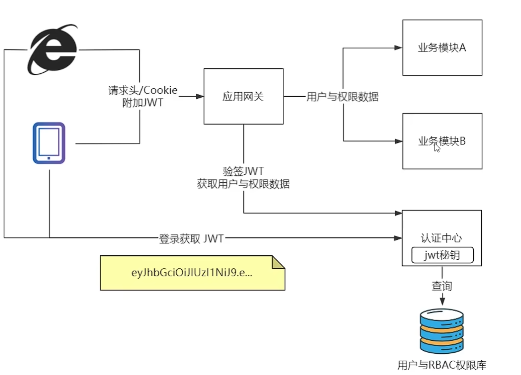 业务模块A
请求头/Cookie
附加JWT
应用网关
用户与权限数据
业务模块B
验签JWT
获取用户与权限数据
登录获取 JWT
认证中心
jwt秘钥
eyJhbGciOiJIUzI1NiJ9.e...
查询
用户与RBAC权限库